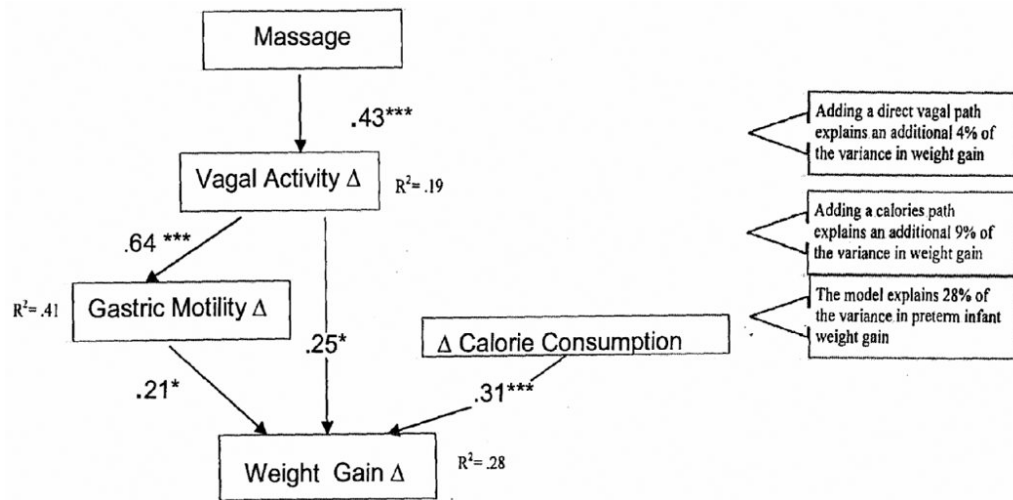 Massage
.43***
Vagal Activity Δ
R²= .19
.64 ***
Gastric Motility Δ
R²= .41
.25*
Δ Calorie Consumption
.21*
.31***
Weight Gain Δ
R²= .28
Adding a direct vagal path
explains an additional 4% of
the variance in weight gain
Adding a calories path
explains an additional 9% of
the variance in weight gain
The model explains 28% of
the variance in preterm infant
weight gain